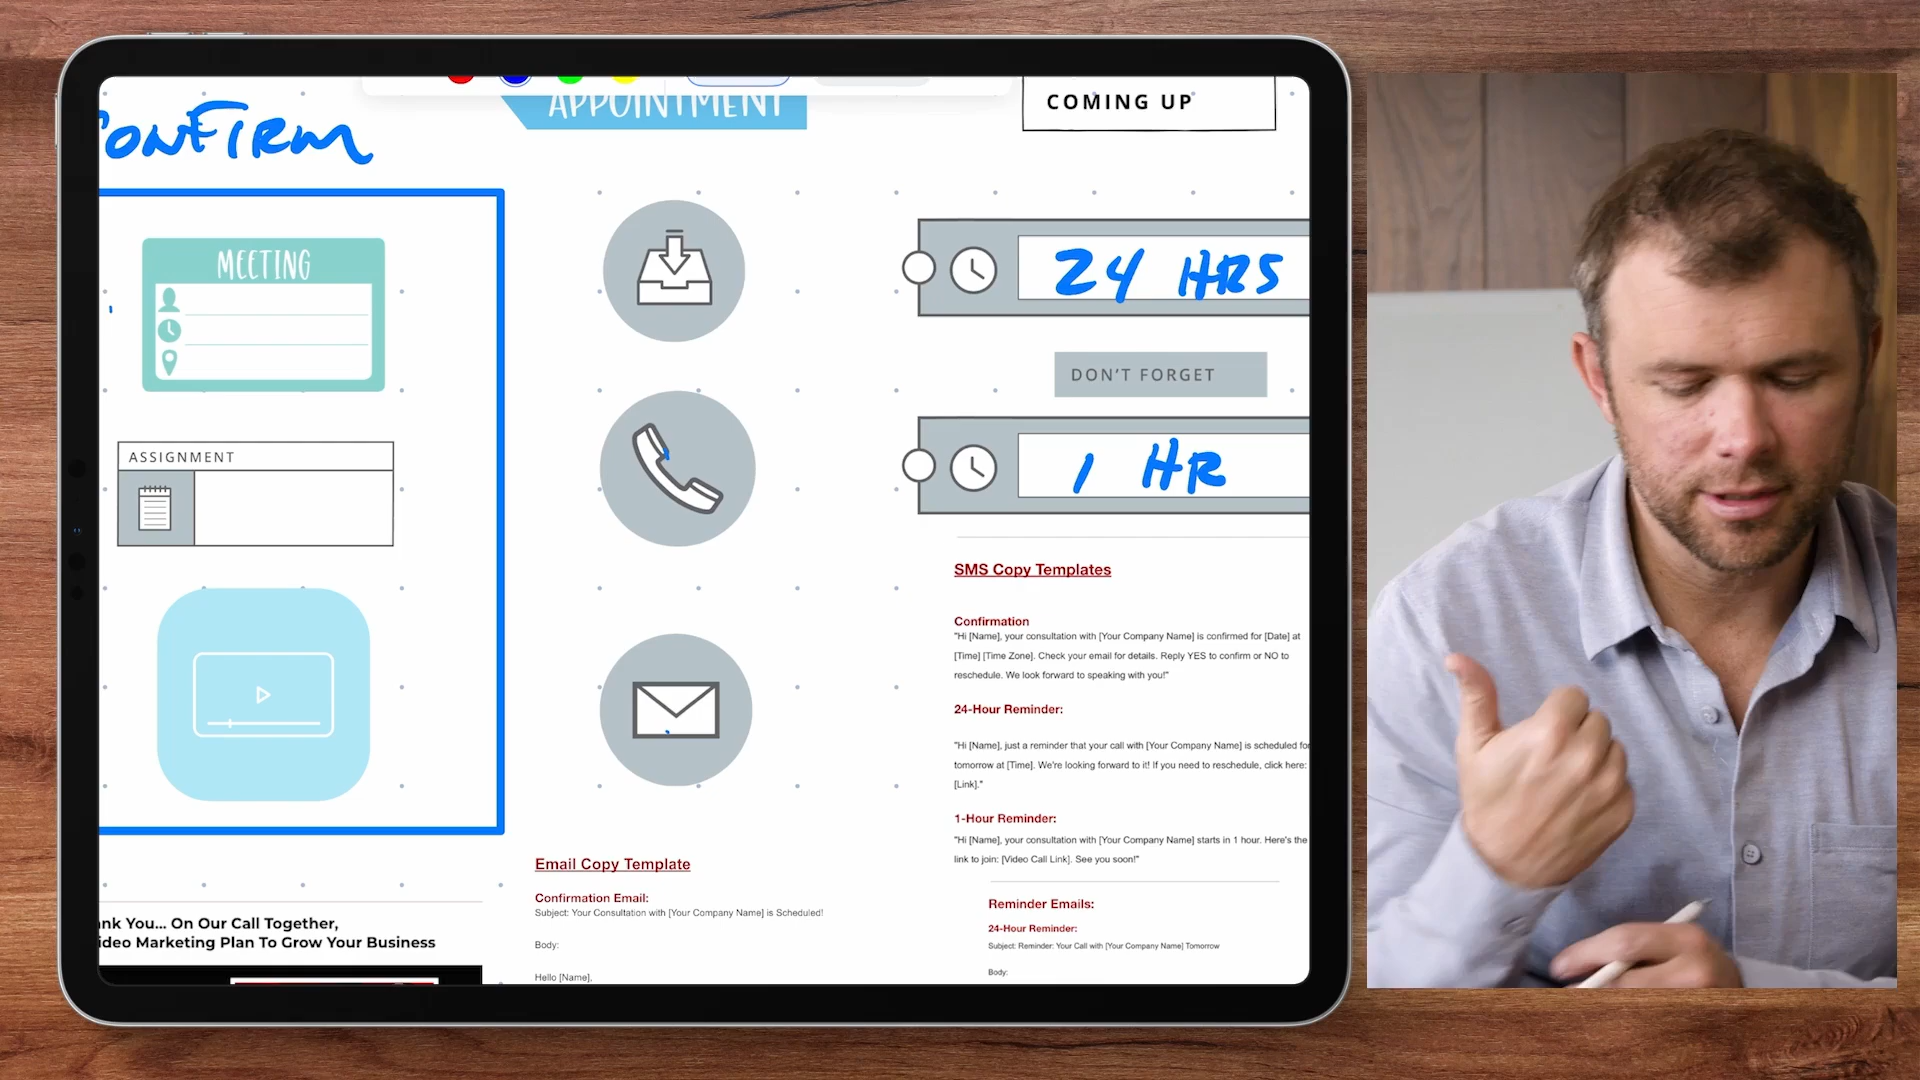 CONFIRM
APPOINTMENT
COMING UP
MEETING
ASSIGNMENT
24 HRS
DON'T FORGET
1 HR
SMS Copy Templates
Confirmation
"Hi [Name], your consultation with [Your Company Name] is confirmed for [Date] at
[Time] [Time Zone]. Check your email for details. Reply YES to confirm or NO to
reschedule. We look forward to speaking with you!"
24-Hour Reminder:
"Hi [Name], just a reminder that your call with [Your Company Name] is scheduled for
tomorrow at [Time]. We're looking forward to it! If you need to reschedule, click here:
[Link]."
1-Hour Reminder:
"Hi [Name], your consultation with [Your Company Name] starts in 1 hour. Here's the
link to join: [Video Call Link]. See you soon!"
Reminder Emails:
24-Hour Reminder:
Subject: Reminder: Your Call with [Your Company Name] Tomorrow
Body:
Email Copy Template
Confirmation Email:
Subject: Your Consultation with [Your Company Name] is Scheduled!
Body:
Hello [Name],
ank You... On Our Call Together,
ideo Marketing Plan To Grow Your Business